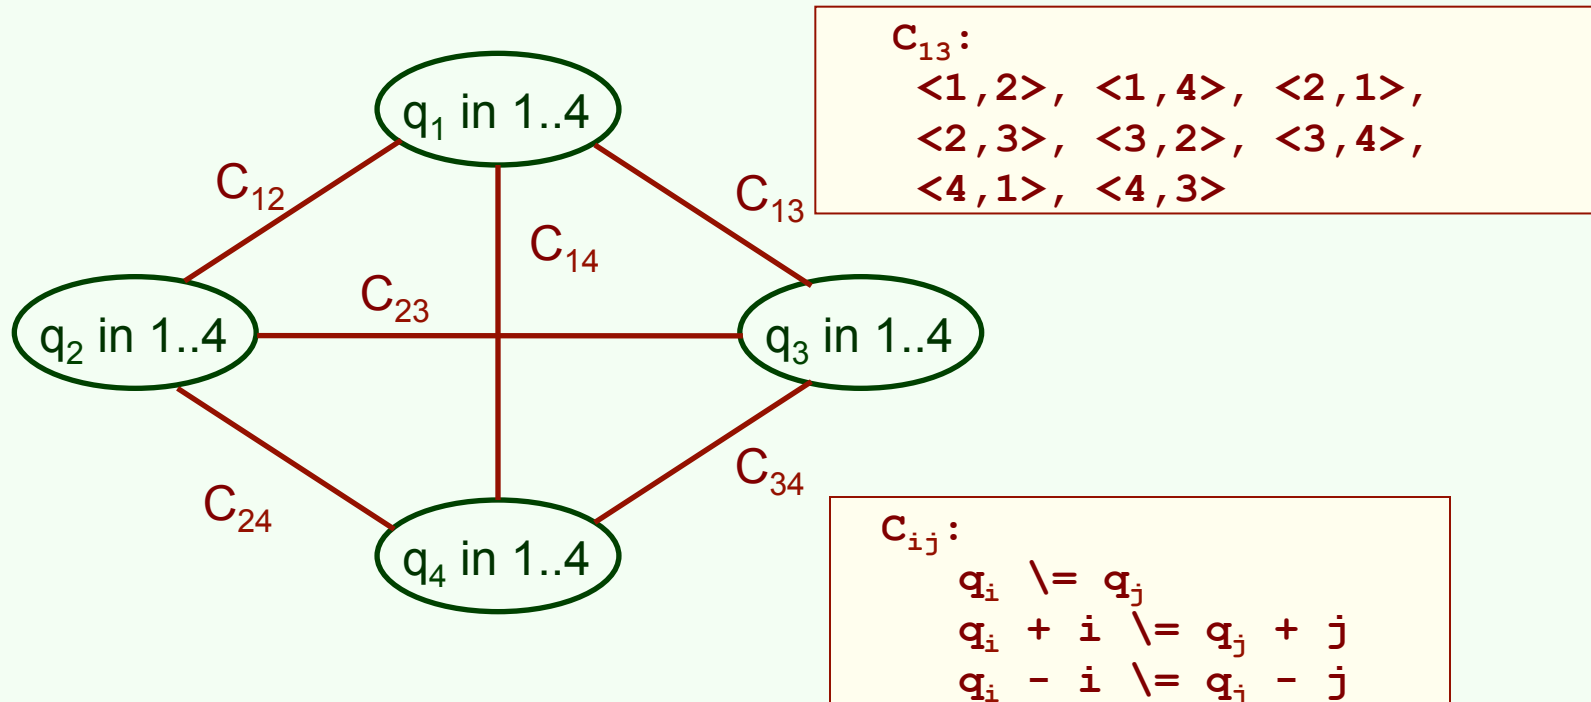 C₁₃:
<1,2>, <1,4>, <2,1>,
<2,3>, <3,2>, <3,4>,
<4,1>, <4,3>
q₁ in 1..4
C₁₂
C₁₃
C₁₄
C₂₃
q₂ in 1..4
q₃ in 1..4
C₂₄
C₃₄
q₄ in 1..4
Cᵢⱼ:
qᵢ \= qⱼ
qᵢ + i \= qⱼ + j
qᵢ - i \= qⱼ - j